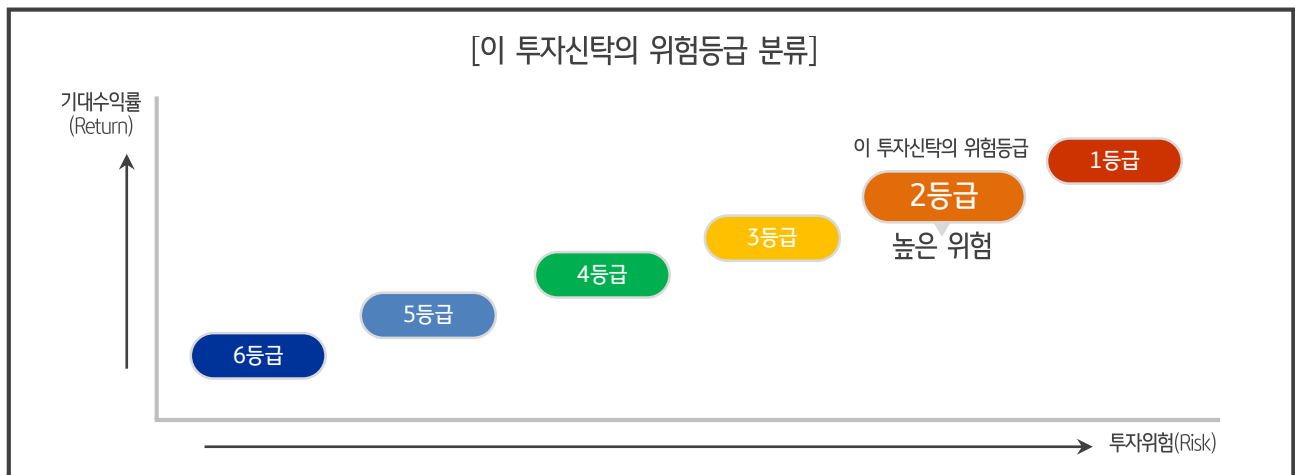 [이 투자신탁의 위험등급 분류]
기대수익률
(Return)
이 투자신탁의 위험등급
1등급
2등급
높은 위험
3등급
4등급
5등급
6등급
투자위험(Risk)